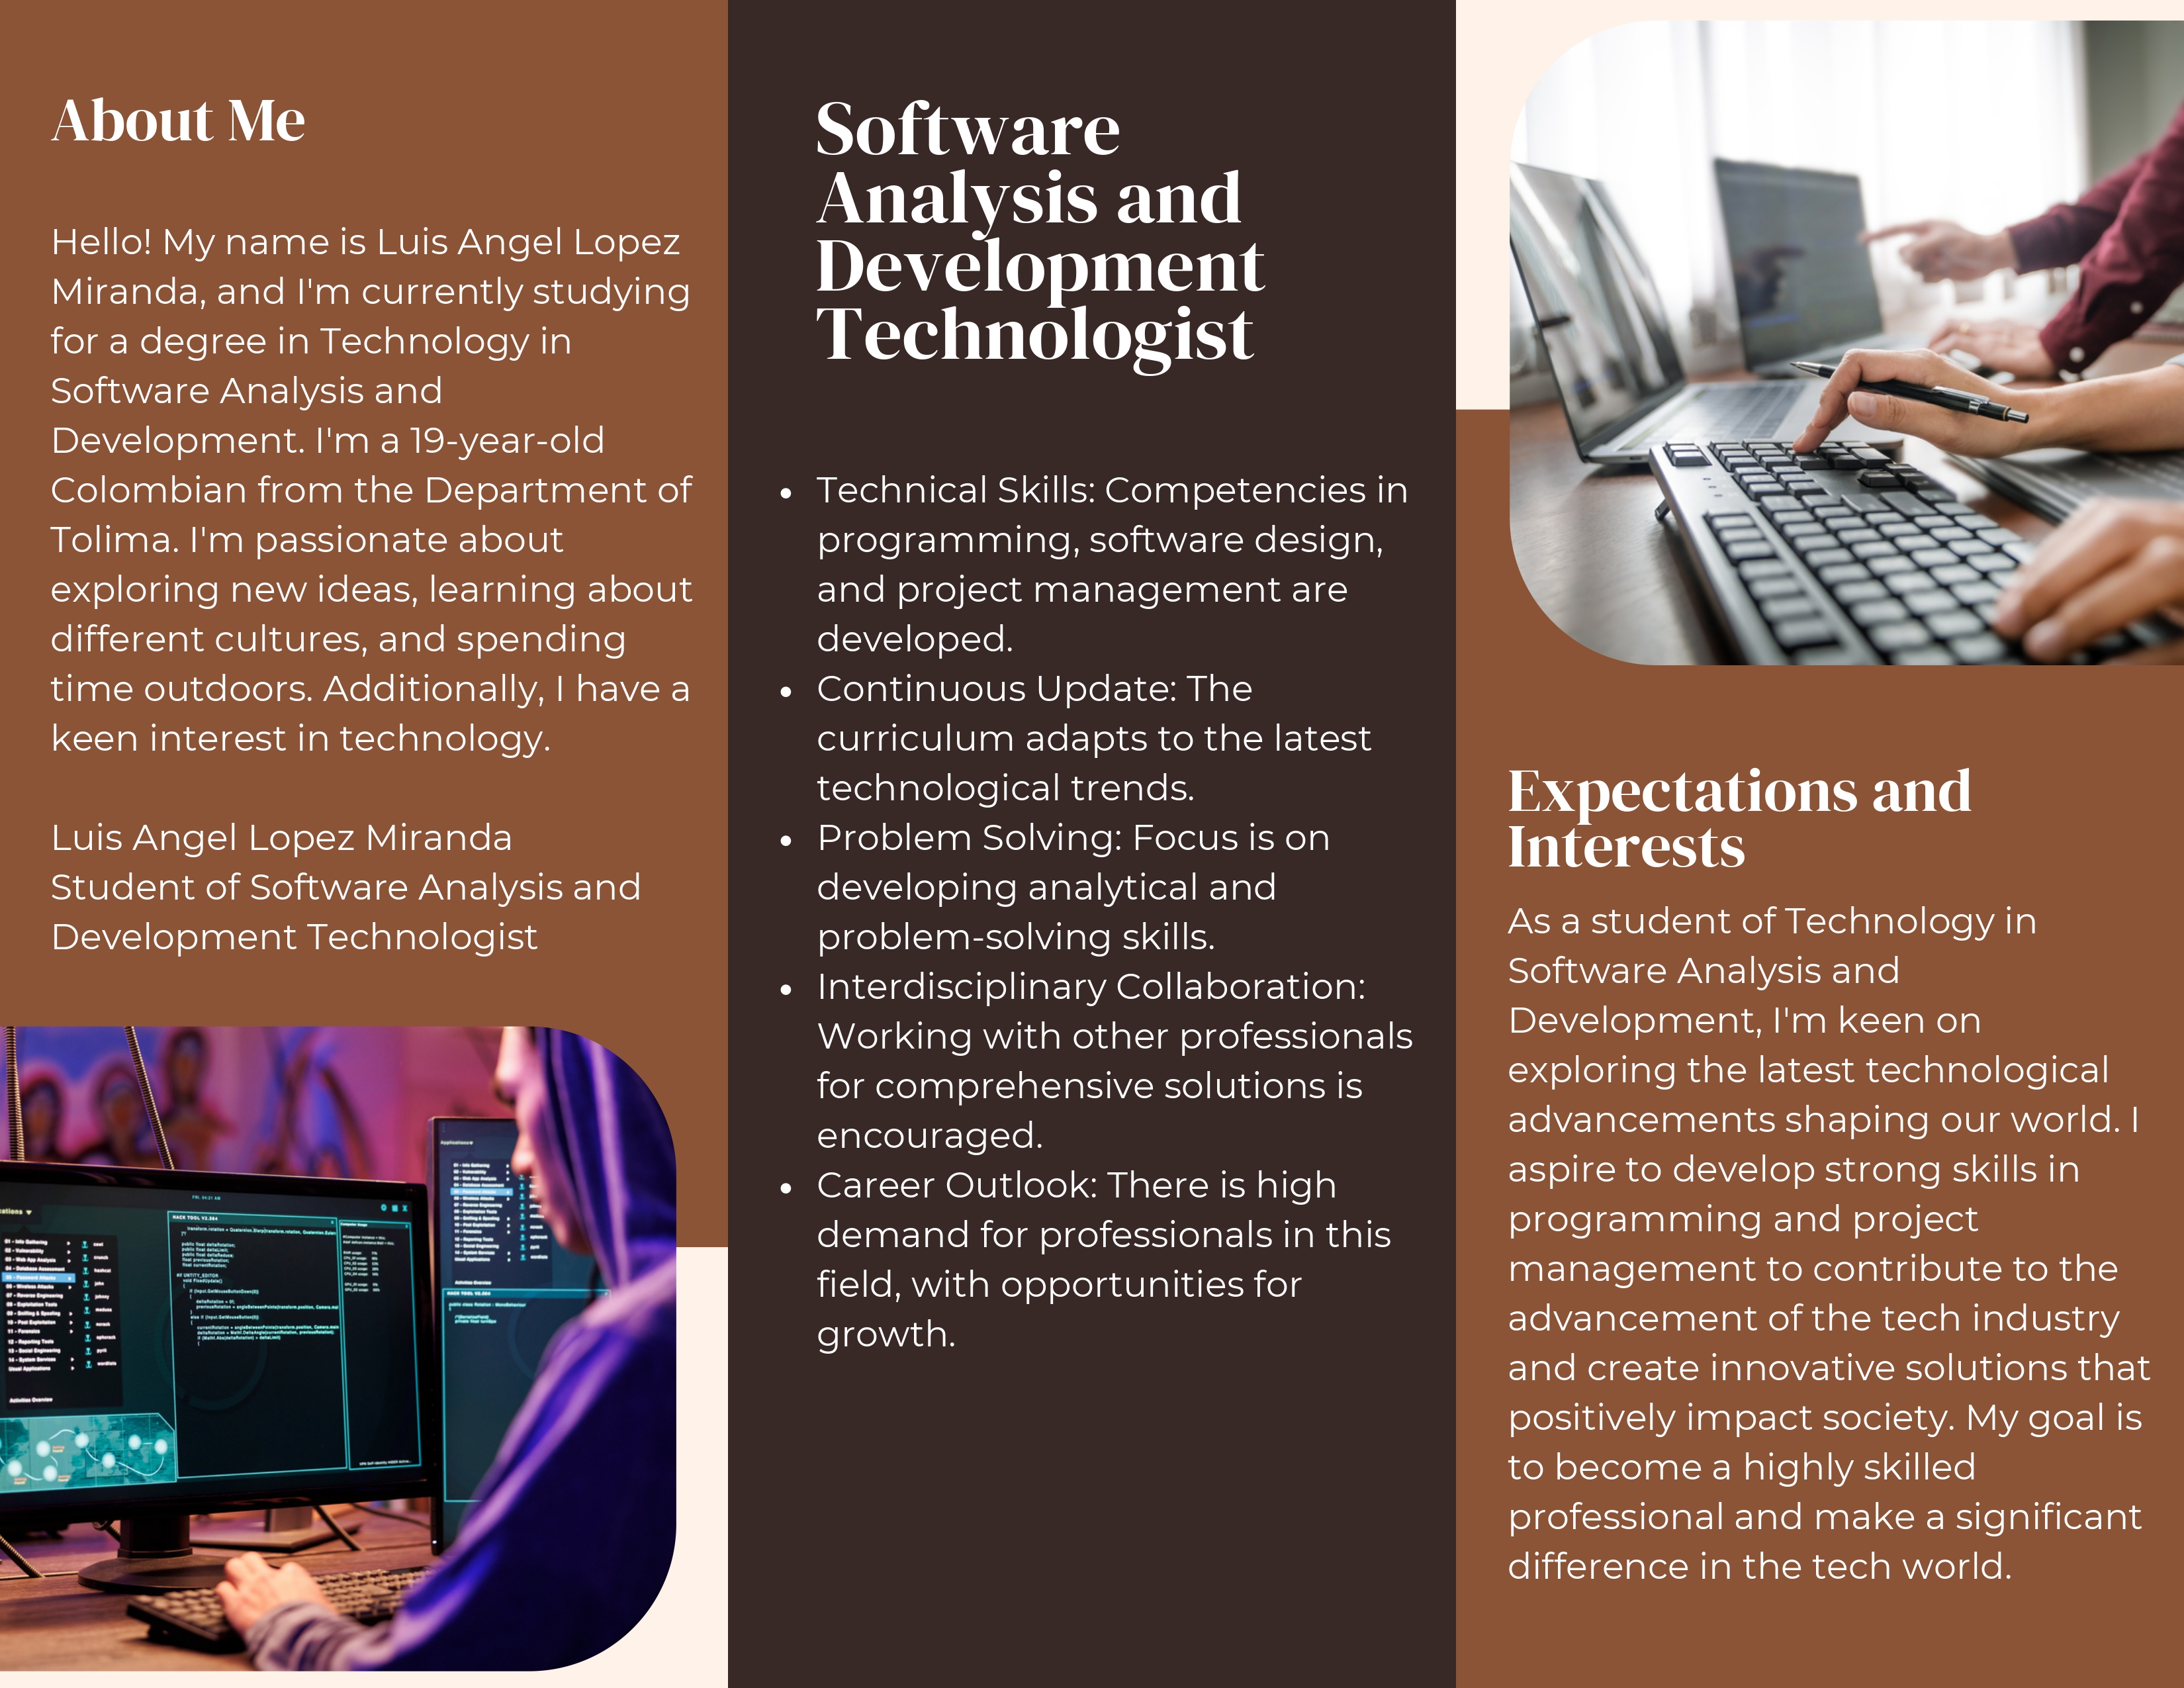 About Me
Hello! My name is Luis Angel Lopez
Miranda, and I'm currently studying
for a degree in Technology in
Software Analysis and
Development. I'm a 19-year-old
Colombian from the Department of
Tolima. I'm passionate about
exploring new ideas, learning about
different cultures, and spending
time outdoors. Additionally, I have a
keen interest in technology.
Luis Angel Lopez Miranda
Student of Software Analysis and
Development Technologist
Software
Analysis and
Development
Technologist
• Technical Skills: Competencies in
programming, software design,
and project management are
developed.
• Continuous Update: The
curriculum adapts to the latest
technological trends.
• Problem Solving: Focus is on
developing analytical and
problem-solving skills.
• Interdisciplinary Collaboration:
Working with other professionals
for comprehensive solutions is
encouraged.
• Career Outlook: There is high
demand for professionals in this
field, with opportunities for
growth.
Expectations and
Interests
As a student of Technology in
Software Analysis and
Development, I'm keen on
exploring the latest technological
advancements shaping our world. I
aspire to develop strong skills in
programming and project
management to contribute to the
advancement of the tech industry
and create innovative solutions that
positively impact society. My goal is
to become a highly skilled
professional and make a significant
difference in the tech world.